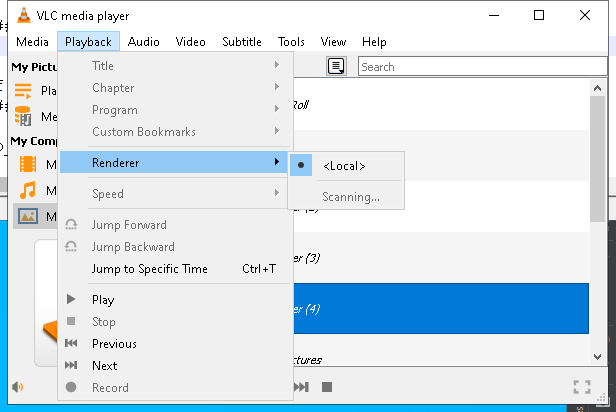 VLC media player
Media Playback Audio Video Subtitle Tools View Help
My Pictu
Title
Search
Pla
Chapter
Roll
Me
Program
Custom Bookmarks
My Comp
Renderer
<Local>
M
Speed
Scanning...
M
M
Jump Forward
Jump Backward
er (3)
Jump to Specific Time Ctrl+T
Play
er (4)
Stop
Previous
Next
ctures
Record